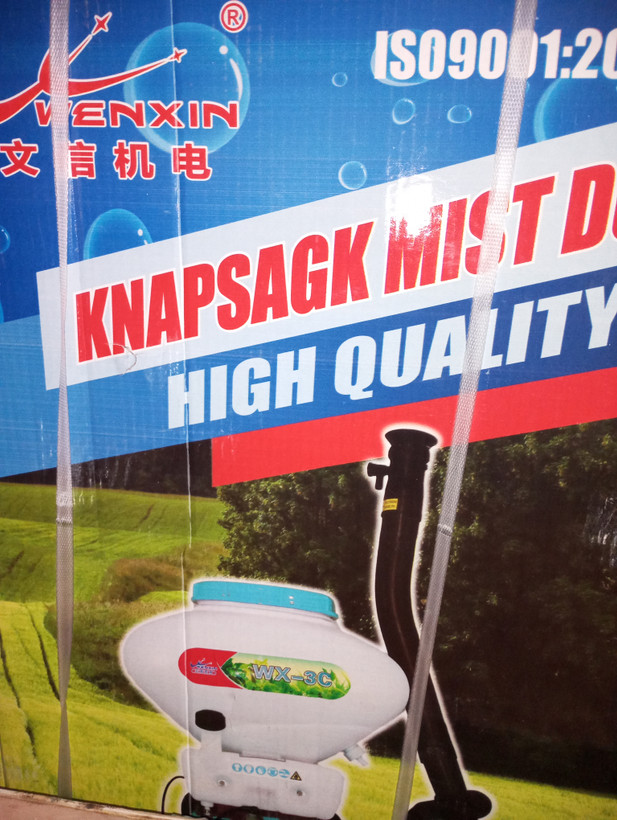 ®
WENXIN
文信机电
ISO9001:20
KNAPSAGK MIST DU
HIGH QUALITY
WX-3C